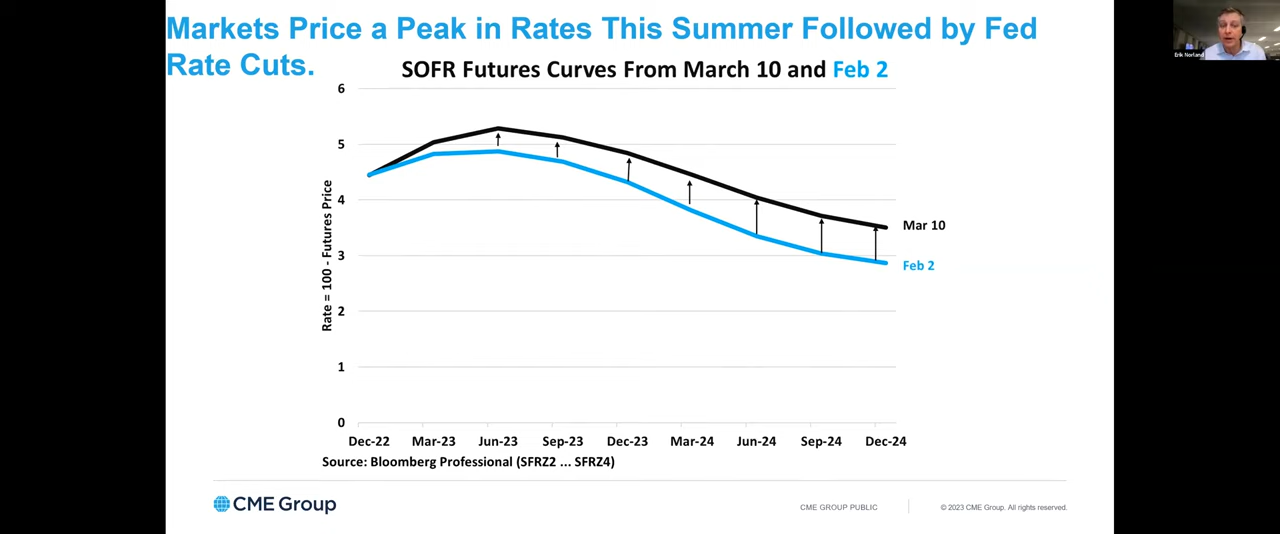 Markets Price a Peak in Rates This Summer Followed by Fed
Rate Cuts.
SOFR Futures Curves From March 10 and Feb 2
Erik Norland
Rate = 100 - Futures Price
6
5
4
3
2
1
0
Mar 10
Feb 2
Dec-22 Mar-23 Jun-23 Sep-23 Dec-23 Mar-24 Jun-24 Sep-24 Dec-24
Source: Bloomberg Professional (SFRZ2 ... SFRZ4)
CME Group
CME GROUP PUBLIC
© 2023 CME Group. All rights reserved.